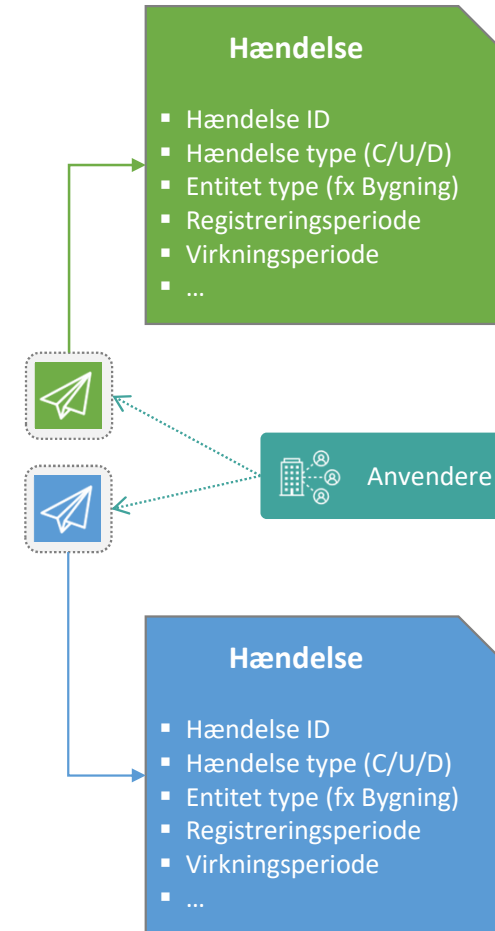 Hændelse
▪ Hændelse ID
▪ Hændelse type (C/U/D)
▪ Entitet type (fx Bygning)
▪ Registreringsperiode
▪ Virkningsperiode
▪ …
Anvendere
Hændelse
▪ Hændelse ID
▪ Hændelse type (C/U/D)
▪ Entitet type (fx Bygning)
▪ Registreringsperiode
▪ Virkningsperiode
▪ …